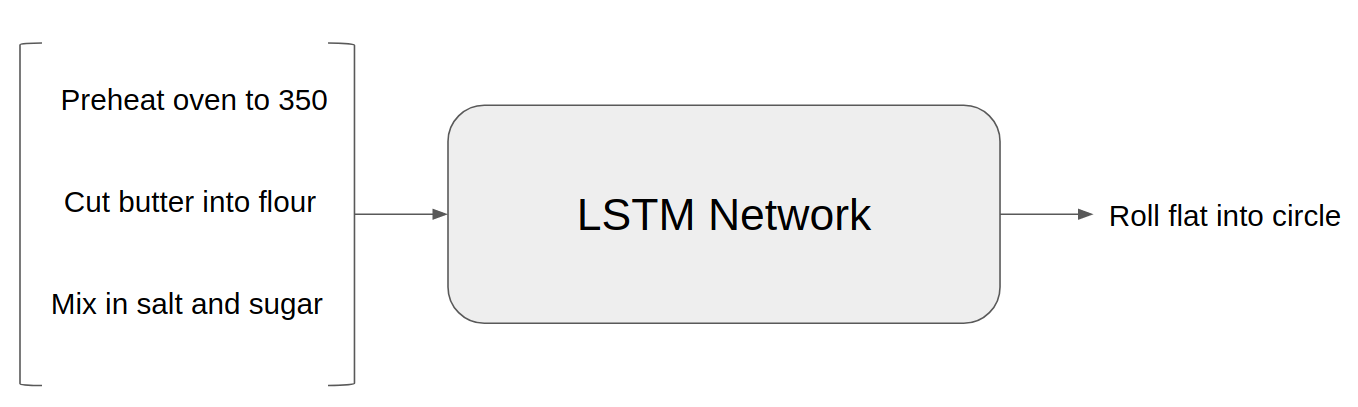 Preheat oven to 350
Cut butter into flour
Mix in salt and sugar
LSTM Network
Roll flat into circle